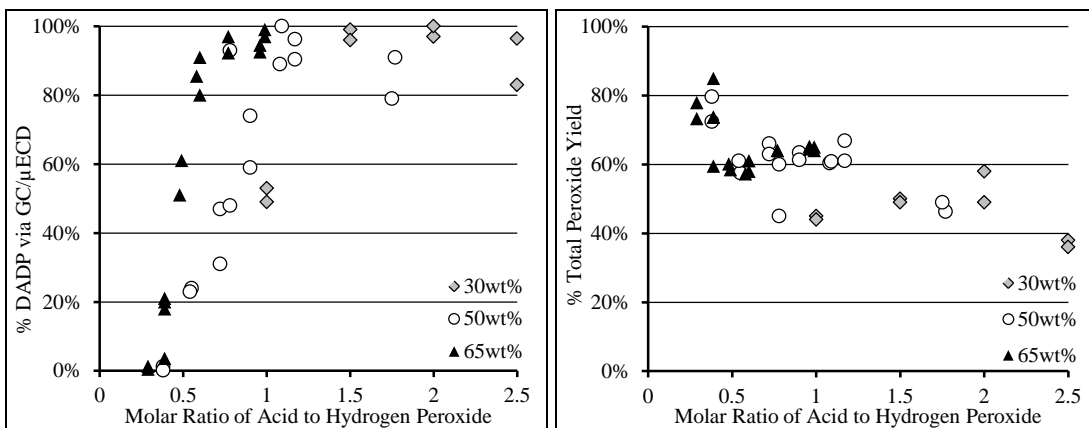 100%
80%
60%
40%
20%
0%
% DADP via GC/µECD
30wt%
50wt%
65wt%
0 0.5 1 1.5 2 2.5
Molar Ratio of Acid to Hydrogen Peroxide
100%
80%
60%
40%
20%
0%
% Total Peroxide Yield
30wt%
50wt%
65wt%
0 0.5 1 1.5 2 2.5
Molar Ratio of Acid to Hydrogen Peroxide